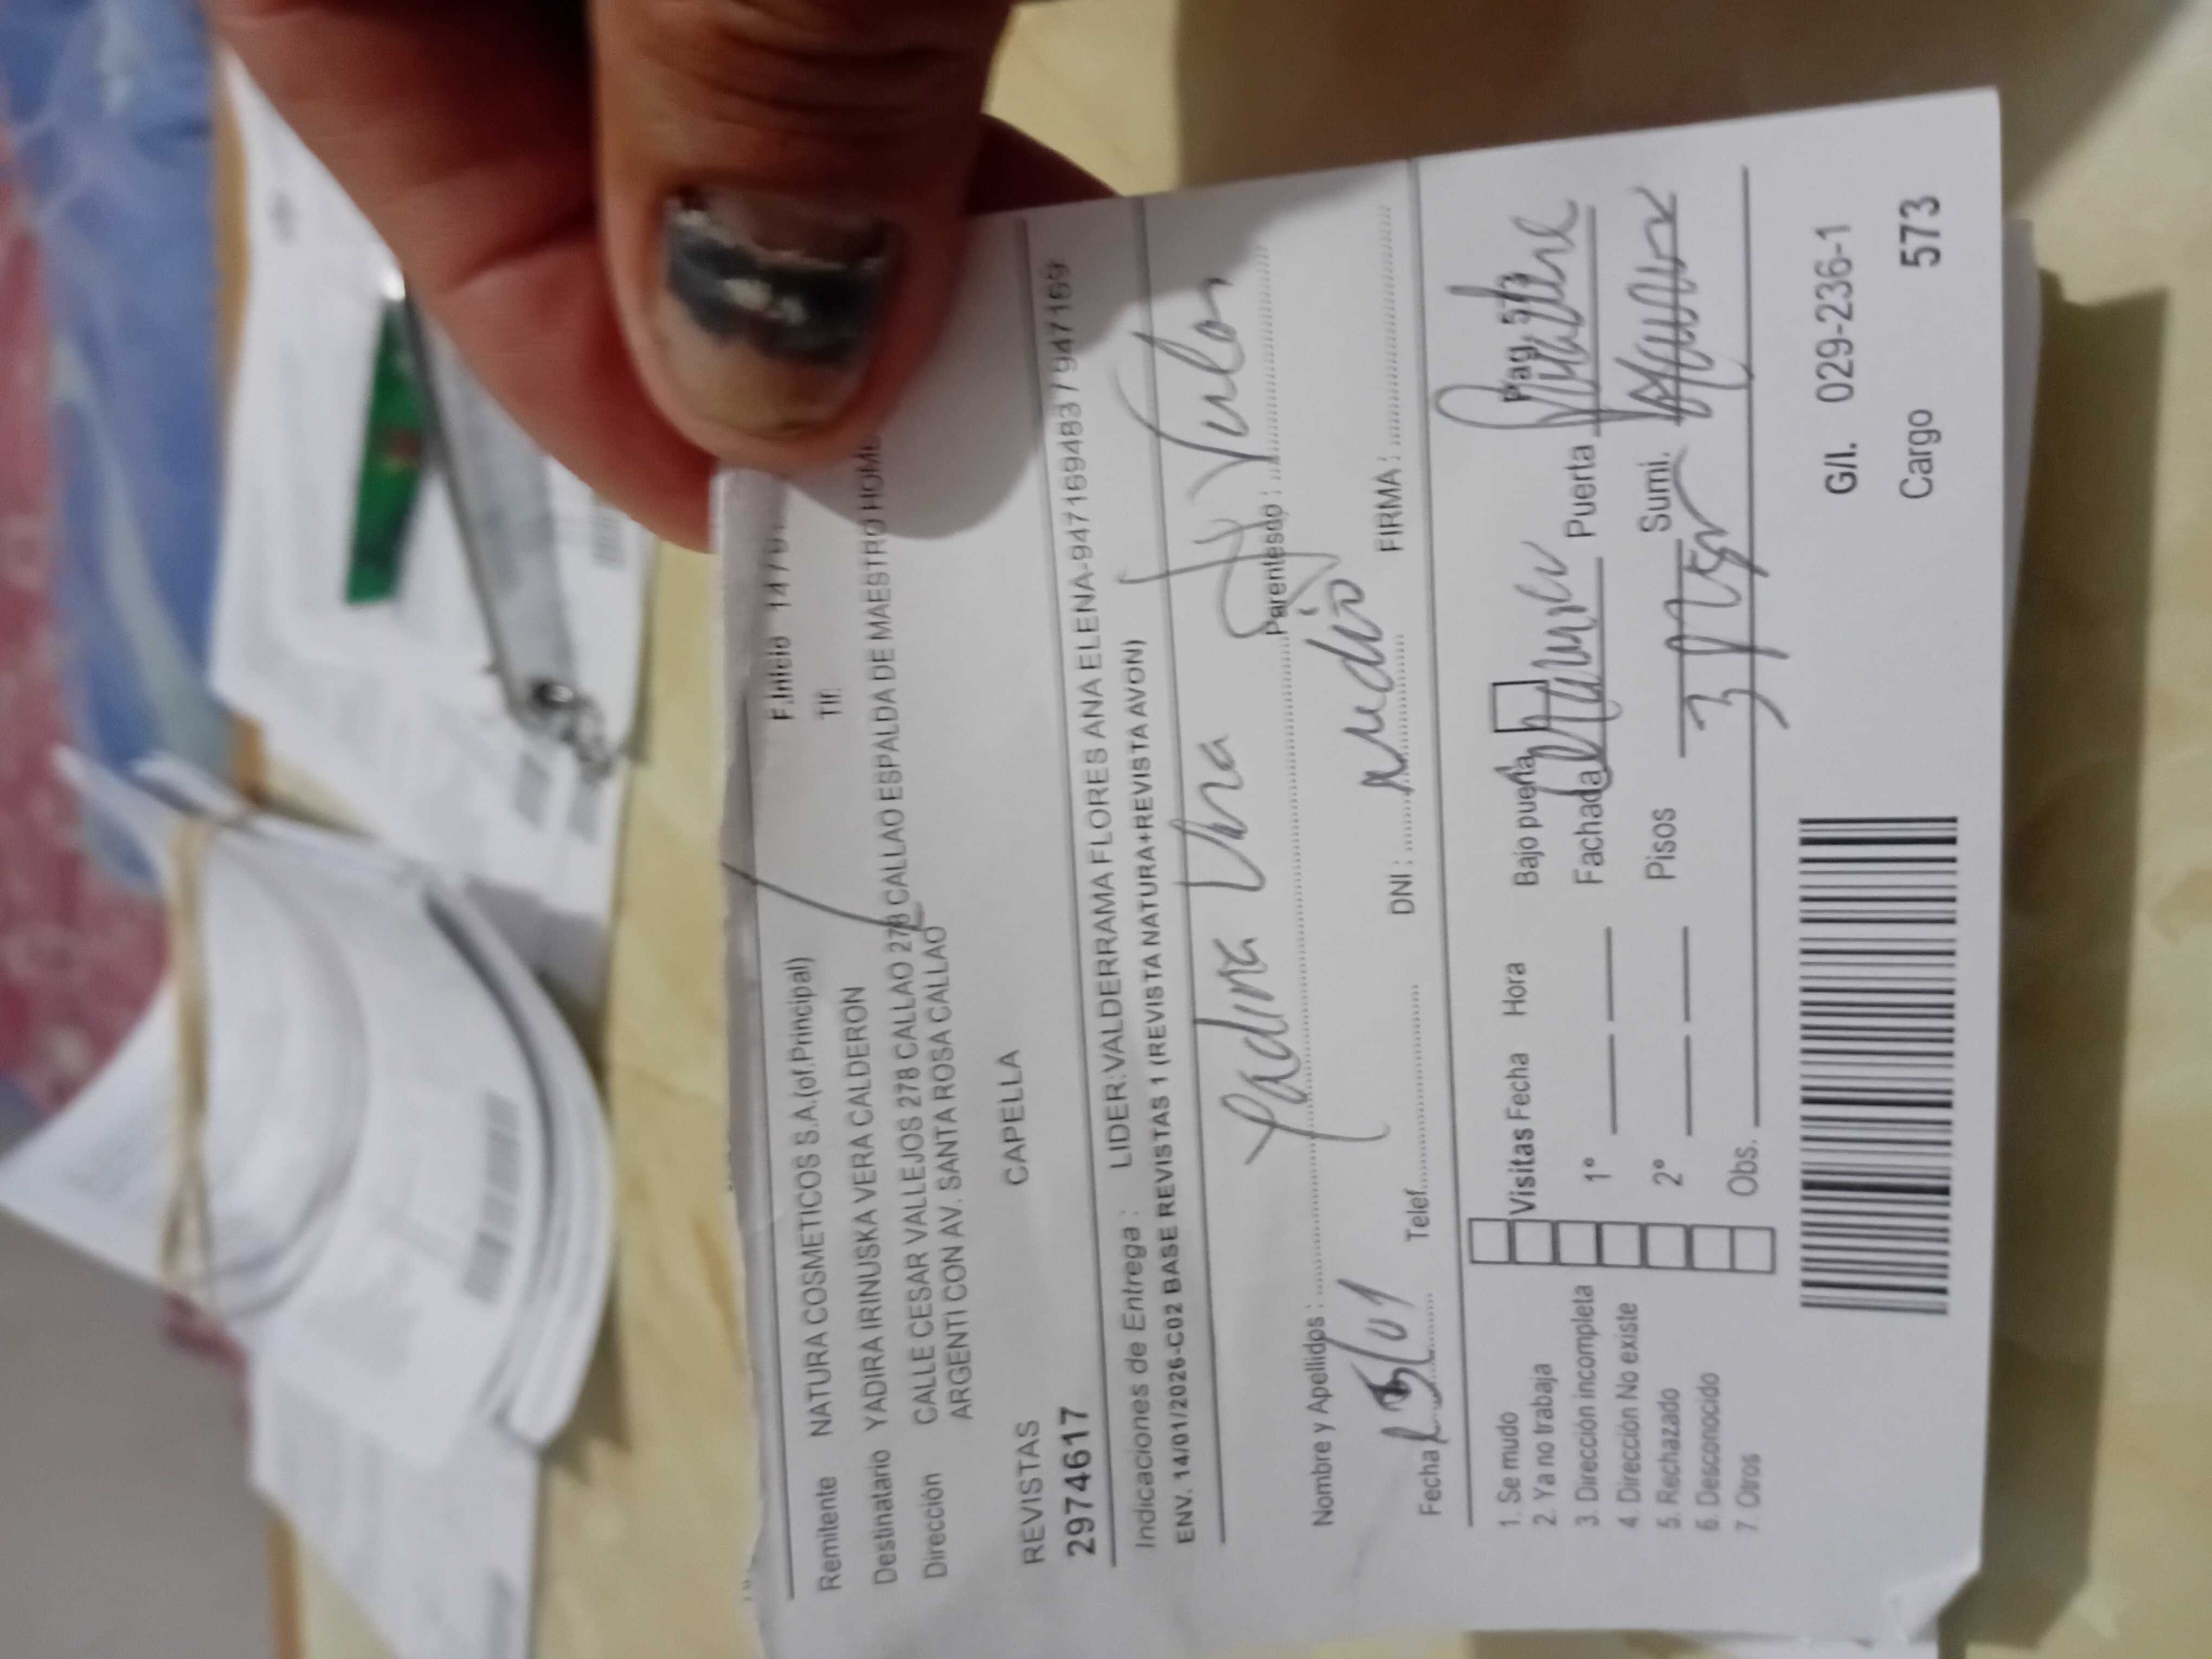 F.Inicio 14/0
Remitente NATURA COSMETICOS S.A.(of.Principal) Tlf:
Destinatario YADIRA IRINUSKA VERA CALDERON
Dirección CALLE CESAR VALLEJOS 278 CALLAO 278 CALLAO ESPALDA DE MAESTRO HOME
ARGENTI CON AV. SANTA ROSA CALLAO
REVISTAS CAPELLA
2974617
Indicaciones de Entrega : LIDER:VALDERRAMA FLORES ANA ELENA-947169483 / 947169
ENV. 14/01/2026-C02 BASE REVISTAS 1 (REVISTA NATURA+REVISTA AVON)
Yadira Vera
Nombre y Apellidos : Parentesco :
Fecha 15/01 Telef. DNI : medio FIRMA :
Pag. 573
1. Se mudo
2. Ya no trabaja
3. Dirección incompleta
4. Dirección No existe
5. Rechazado
6. Desconocido
7. Otros
Visitas Fecha Hora Bajo puerta
1° Fachada Puerta
2° Pisos 3 Sumi.
Obs.
G/I. 029-236-1
Cargo 573